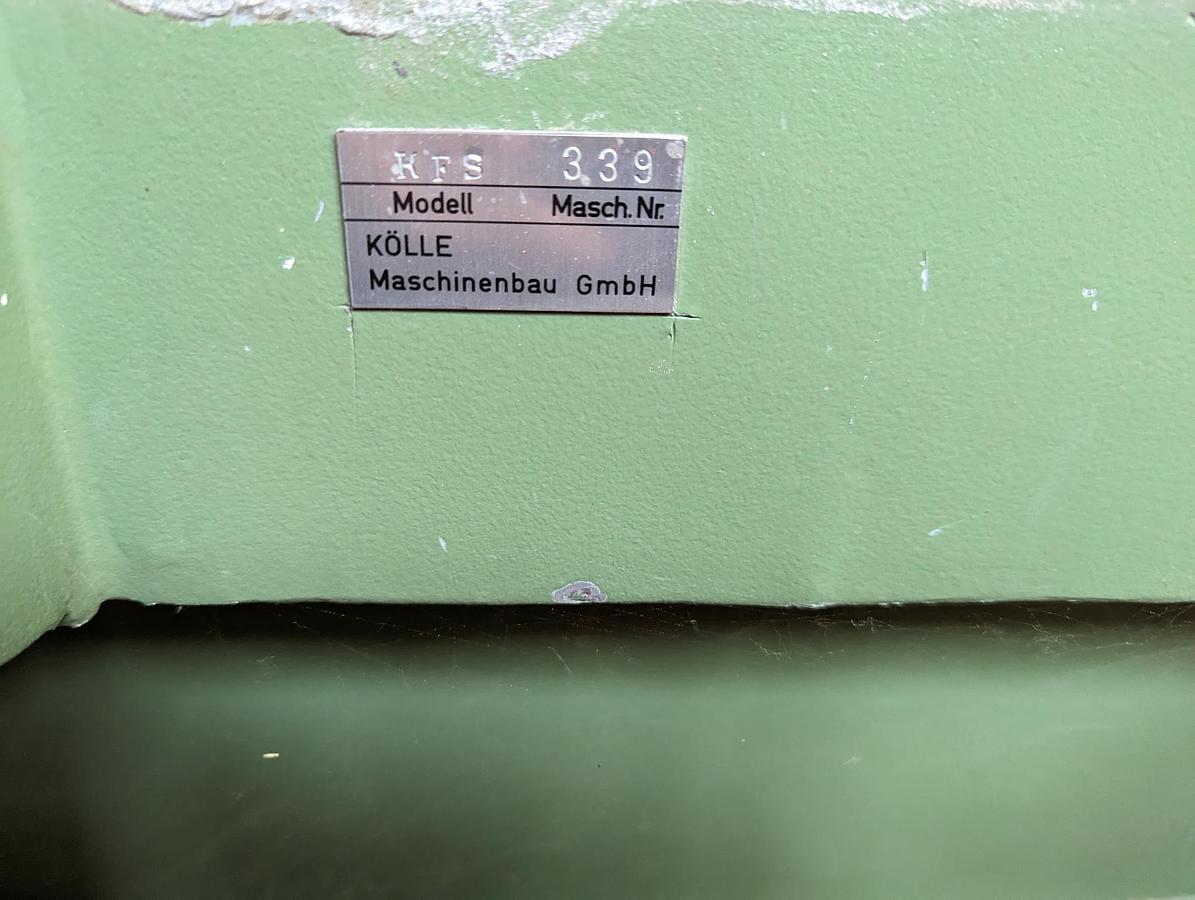 KFS 339
Modell Masch. Nr.
KÖLLE
Maschinenbau GmbH